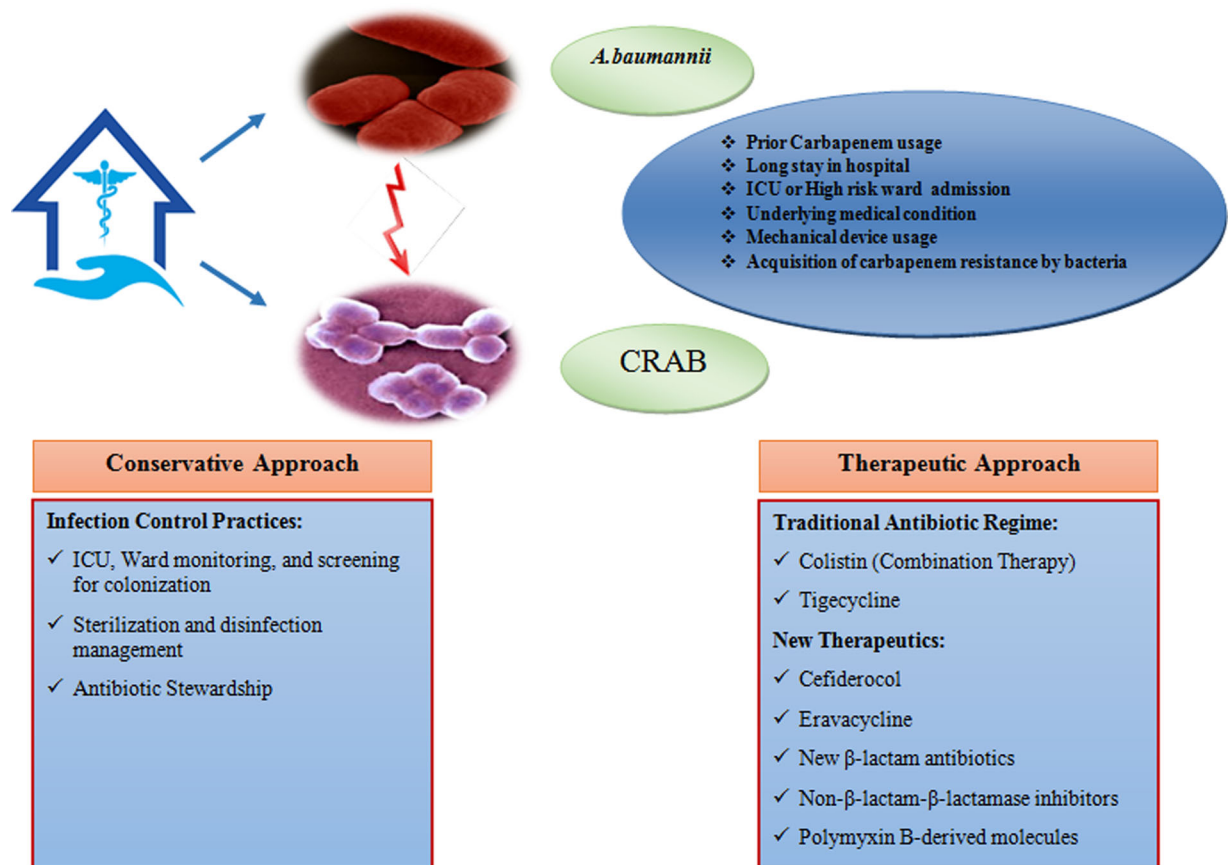 A.baumannii
❖ Prior Carbapenem usage
❖ Long stay in hospital
❖ ICU or High risk ward admission
❖ Underlying medical condition
❖ Mechanical device usage
❖ Acquisition of carbapenem resistance by bacteria
CRAB
Conservative Approach
Infection Control Practices:
✓ ICU, Ward monitoring, and screening
for colonization
✓ Sterilization and disinfection
management
✓ Antibiotic Stewardship
Therapeutic Approach
Traditional Antibiotic Regime:
✓ Colistin (Combination Therapy)
✓ Tigecycline
New Therapeutics:
✓ Cefiderocol
✓ Eravacycline
✓ New β-lactam antibiotics
✓ Non-β-lactam-β-lactamase inhibitors
✓ Polymyxin B-derived molecules